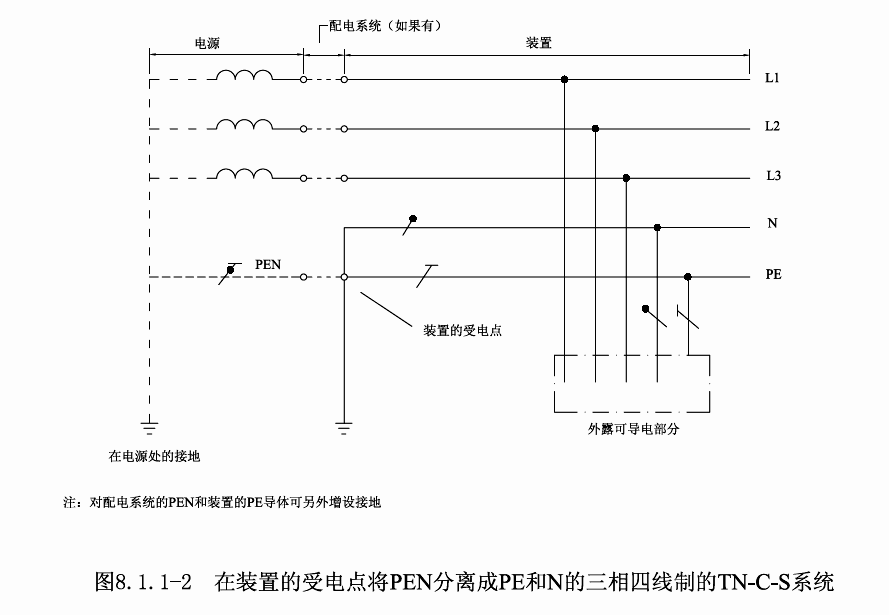 配电系统（如果有）
电源
装置
L1
L2
L3
N
PEN
PE
装置的受电点
外露可导电部分
在电源处的接地
注：对配电系统的PEN和装置的PE导体可另外增设接地
图8.1.1-2 在装置的受电点将PEN分离成PE和N的三相四线制的TN-C-S系统